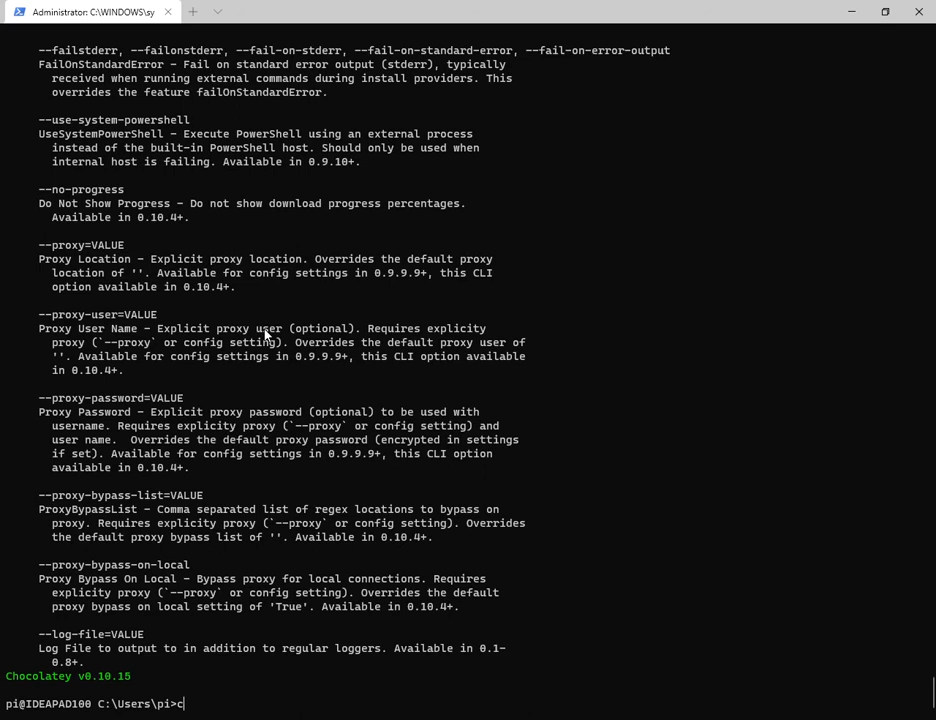 Administrator: C:\WINDOWS\sy
--failstderr, --failonstderr, --fail-on-stderr, --fail-on-standard-error, --fail-on-error-output
FailOnStandardError - Fail on standard error output (stderr), typically
received when running external commands during install providers. This
overrides the feature failOnStandardError.
--use-system-powershell
UseSystemPowerShell - Execute PowerShell using an external process
instead of the built-in PowerShell host. Should only be used when
internal host is failing. Available in 0.9.10+.
--no-progress
Do Not Show Progress - Do not show download progress percentages.
Available in 0.10.4+.
--proxy=VALUE
Proxy Location - Explicit proxy location. Overrides the default proxy
location of ''. Available for config settings in 0.9.9.9+, this CLI
option available in 0.10.4+.
--proxy-user=VALUE
Proxy User Name - Explicit proxy user (optional). Requires explicity
proxy (`--proxy` or config setting). Overrides the default proxy user of
''. Available for config settings in 0.9.9.9+, this CLI option available
in 0.10.4+.
--proxy-password=VALUE
Proxy Password - Explicit proxy password (optional) to be used with
username. Requires explicity proxy (`--proxy` or config setting) and
user name.  Overrides the default proxy password (encrypted in settings
if set). Available for config settings in 0.9.9.9+, this CLI option
available in 0.10.4+.
--proxy-bypass-list=VALUE
ProxyBypassList - Comma separated list of regex locations to bypass on
proxy. Requires explicity proxy (`--proxy` or config setting). Overrides
the default proxy bypass list of ''. Available in 0.10.4+.
--proxy-bypass-on-local
Proxy Bypass On Local - Bypass proxy for local connections. Requires
explicity proxy (`--proxy` or config setting). Overrides the default
proxy bypass on local setting of 'True'. Available in 0.10.4+.
--log-file=VALUE
Log File to output to in addition to regular loggers. Available in 0.1-
0.8+.
Chocolatey v0.10.15
pi@IDEAPAD100 C:\Users\pi>c